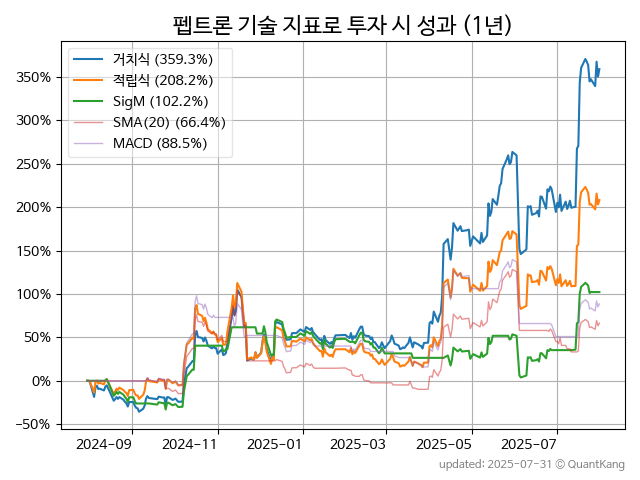 펩트론 기술 지표로 투자 시 성과 (1년)
거치식 (359.3%)
적립식 (208.2%)
SigM (102.2%)
SMA(20) (66.4%)
MACD (88.5%)
350%
300%
250%
200%
150%
100%
50%
0%
−50%
2024-09 2024-11 2025-01 2025-03 2025-05 2025-07
updated: 2025-07-31 © QuantKang